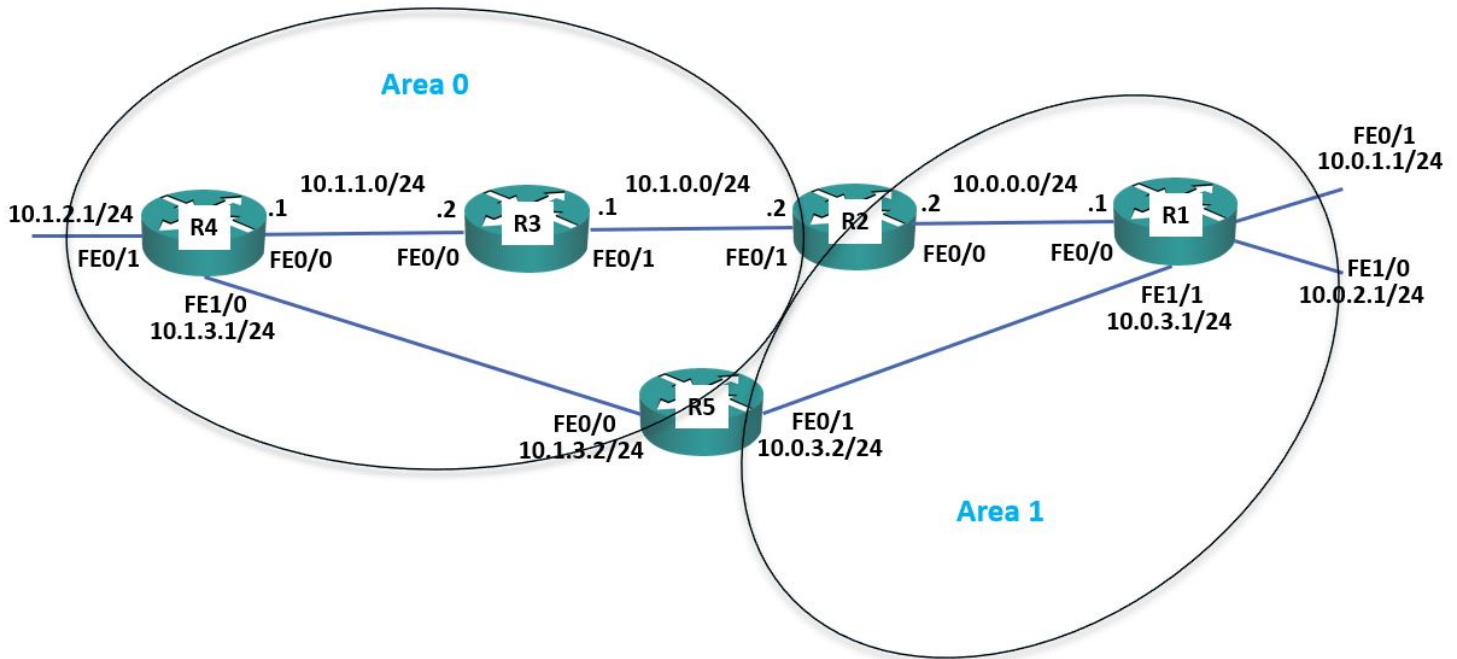 Area 0
FE0/1
10.0.1.1/24
10.1.1.0/24
10.1.0.0/24
10.0.0.0/24
10.1.2.1/24
R4
.1
.2
R3
.1
.2
R2
.2
.1
R1
FE0/1
FE0/0
FE0/0
FE0/1
FE0/1
FE0/0
FE0/0
FE1/0
10.0.2.1/24
FE1/0
10.1.3.1/24
FE1/1
10.0.3.1/24
R5
FE0/0
10.1.3.2/24
FE0/1
10.0.3.2/24
Area 1